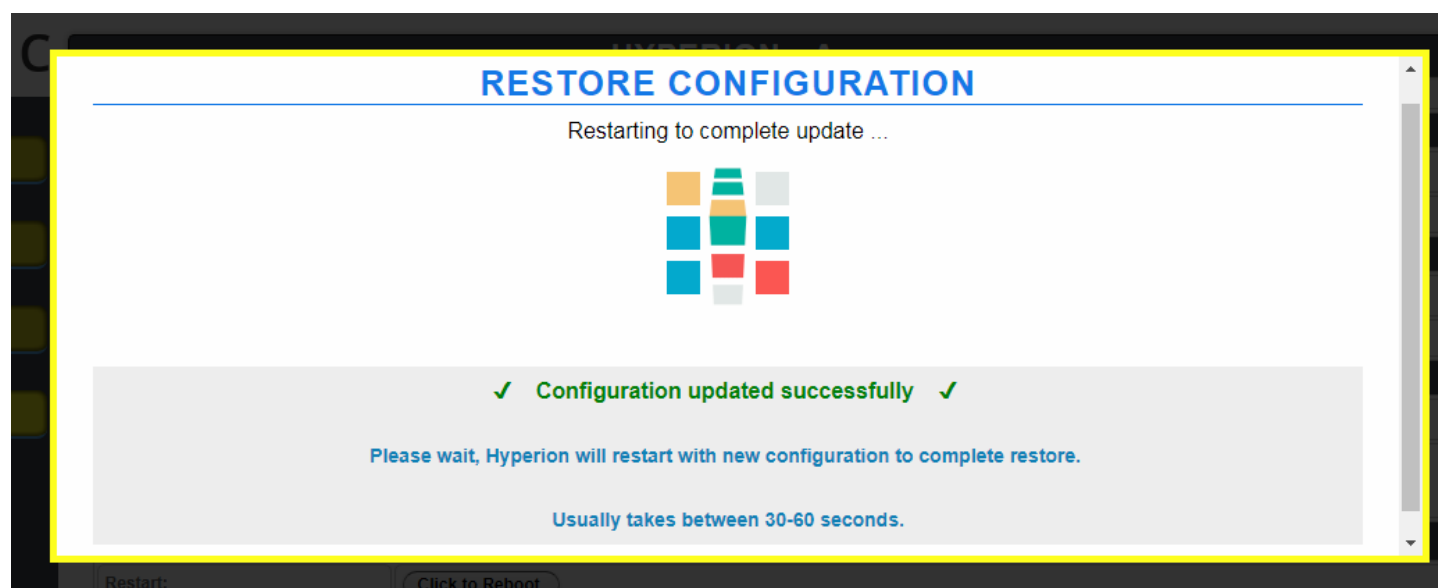 C
HYPERION - A
RESTORE CONFIGURATION
Restarting to complete update ...
✓ Configuration updated successfully ✓
Please wait, Hyperion will restart with new configuration to complete restore.
Usually takes between 30-60 seconds.
Restart:
Click to Reboot